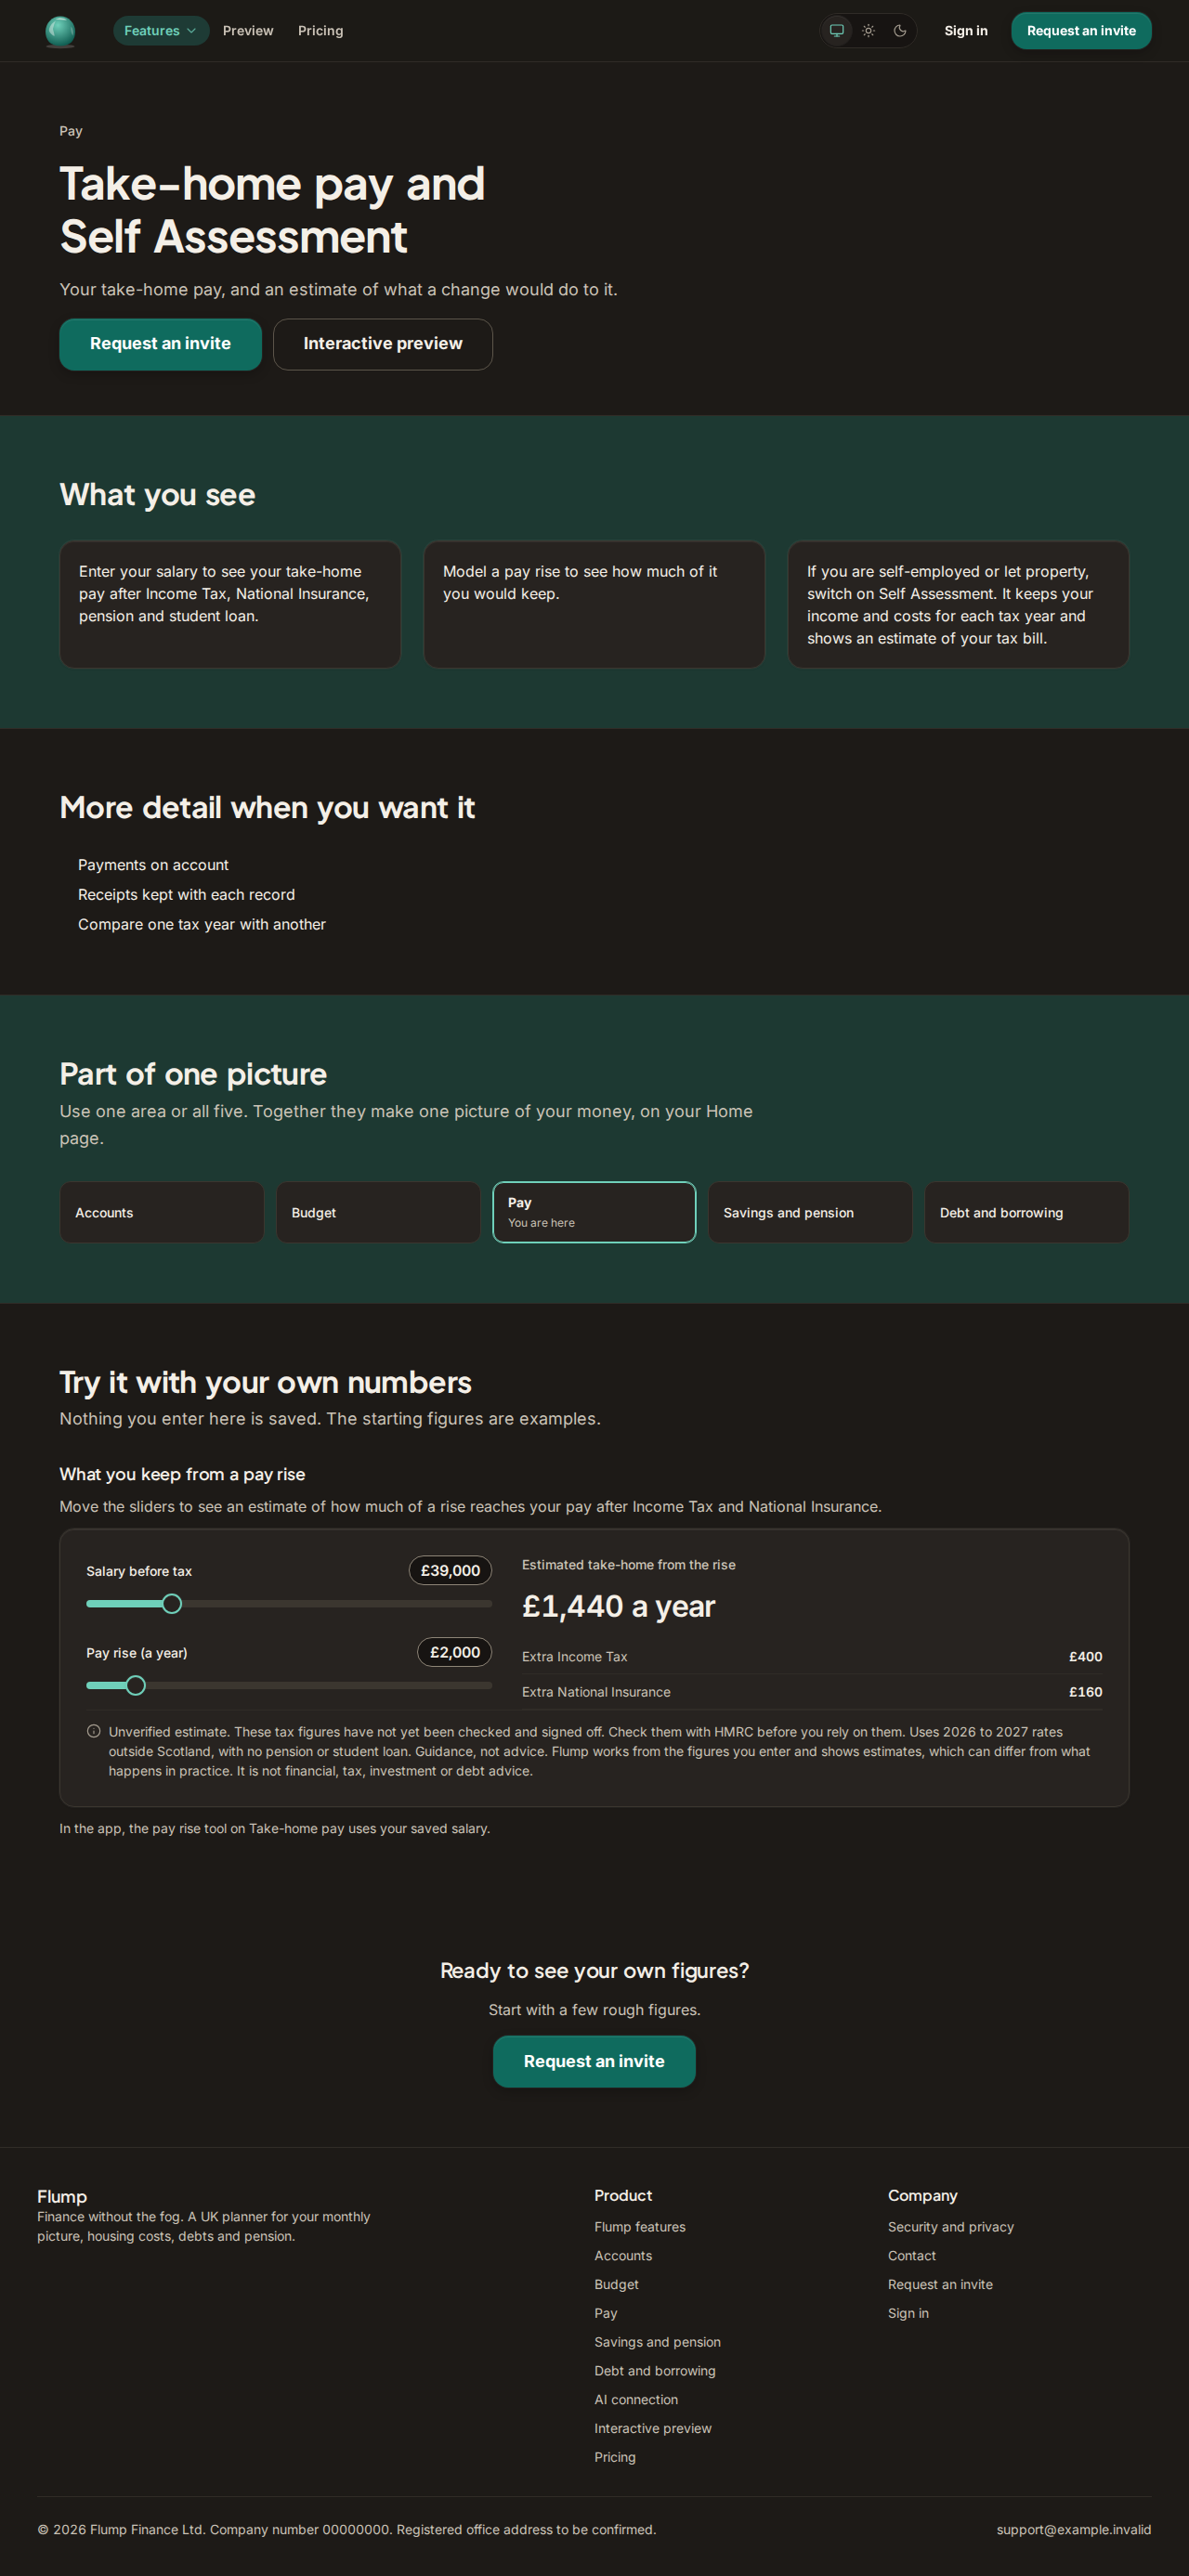 Features
Preview
Pricing
Sign in
Request an invite
Pay
Take-home pay and
Self Assessment
Your take-home pay, and an estimate of what a change would do to it.
Request an invite
Interactive preview
What you see
Enter your salary to see your take-home
pay after Income Tax, National Insurance,
pension and student loan.
Model a pay rise to see how much of it
you would keep.
If you are self-employed or let property,
switch on Self Assessment. It keeps your
income and costs for each tax year and
shows an estimate of your tax bill.
More detail when you want it
Payments on account
Receipts kept with each record
Compare one tax year with another
Part of one picture
Use one area or all five. Together they make one picture of your money, on your Home
page.
Accounts
Budget
Pay
You are here
Savings and pension
Debt and borrowing
Try it with your own numbers
Nothing you enter here is saved. The starting figures are examples.
What you keep from a pay rise
Move the sliders to see an estimate of how much of a rise reaches your pay after Income Tax and National Insurance.
Salary before tax
£39,000
Pay rise (a year)
£2,000
Estimated take-home from the rise
£1,440 a year
Extra Income Tax
£400
Extra National Insurance
£160
Unverified estimate. These tax figures have not yet been checked and signed off. Check them with HMRC before you rely on them. Uses 2026 to 2027 rates
outside Scotland, with no pension or student loan. Guidance, not advice. Flump works from the figures you enter and shows estimates, which can differ from what
happens in practice. It is not financial, tax, investment or debt advice.
In the app, the pay rise tool on Take-home pay uses your saved salary.
Ready to see your own figures?
Start with a few rough figures.
Request an invite
Flump
Finance without the fog. A UK planner for your monthly
picture, housing costs, debts and pension.
Product
Flump features
Accounts
Budget
Pay
Savings and pension
Debt and borrowing
AI connection
Interactive preview
Pricing
Company
Security and privacy
Contact
Request an invite
Sign in
© 2026 Flump Finance Ltd. Company number 00000000. Registered office address to be confirmed.
support@example.invalid